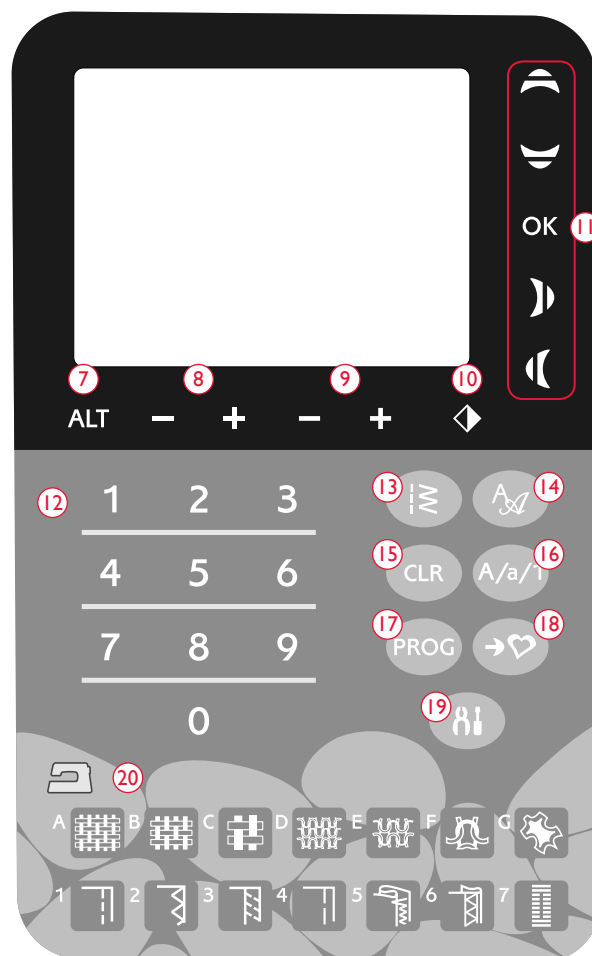 OK 11
7 8 9 10
ALT − + − +
12 1 2 3 13 14
4 5 6 15 CLR A/a/1 16
7 8 9 17 PROG 18
0 19
20
A B C D E F G
1 2 3 4 5 6 7